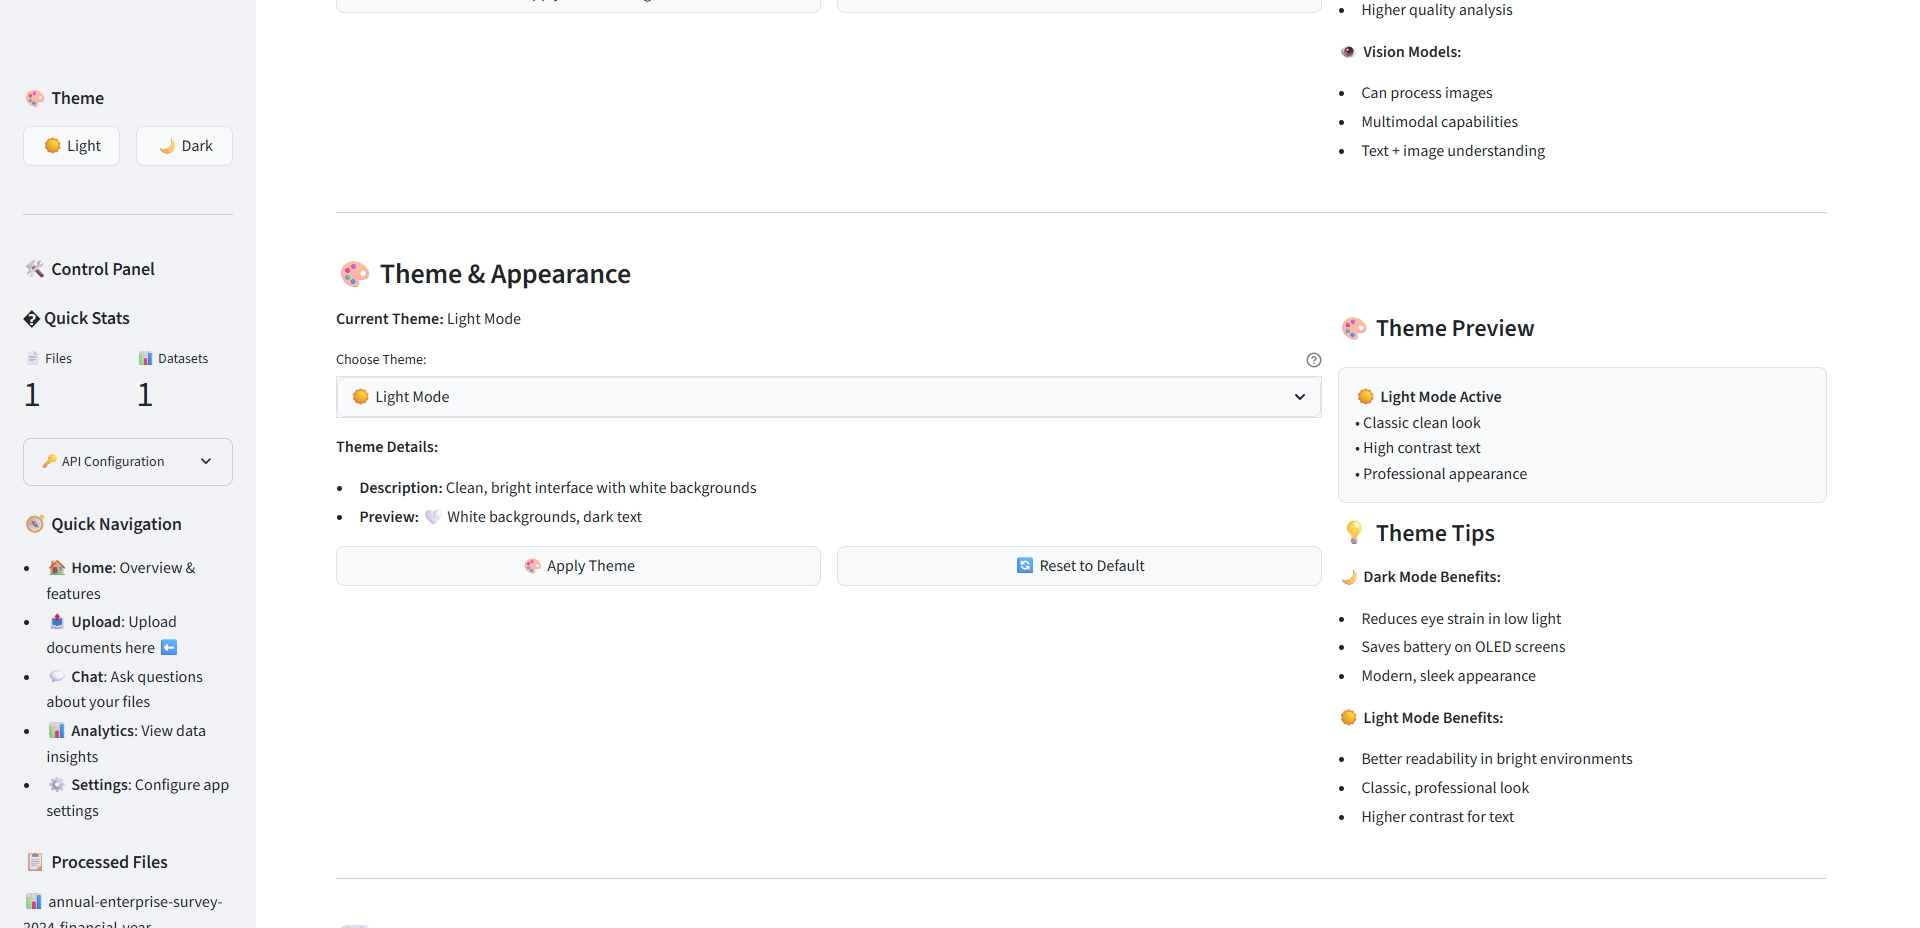 Theme
Light
Dark
Control Panel
� Quick Stats
Files
Datasets
1
1
API Configuration
Quick Navigation
• Home: Overview &
features
• Upload: Upload
documents here
• Chat: Ask questions
about your files
• Analytics: View data
insights
• Settings: Configure app
settings
Processed Files
annual-enterprise-survey-
2024-financial-year
• Higher quality analysis
Vision Models:
• Can process images
• Multimodal capabilities
• Text + image understanding
Theme & Appearance
Current Theme: Light Mode
Choose Theme:
Light Mode
Theme Details:
• Description: Clean, bright interface with white backgrounds
• Preview: White backgrounds, dark text
Apply Theme
Reset to Default
Theme Preview
Light Mode Active
• Classic clean look
• High contrast text
• Professional appearance
Theme Tips
Dark Mode Benefits:
• Reduces eye strain in low light
• Saves battery on OLED screens
• Modern, sleek appearance
Light Mode Benefits:
• Better readability in bright environments
• Classic, professional look
• Higher contrast for text